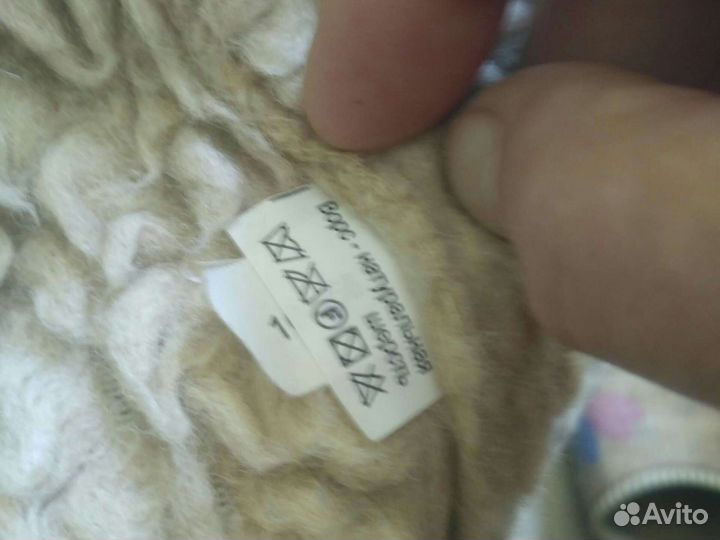 Ворс - натуральная
шерсть
F
1
Avito